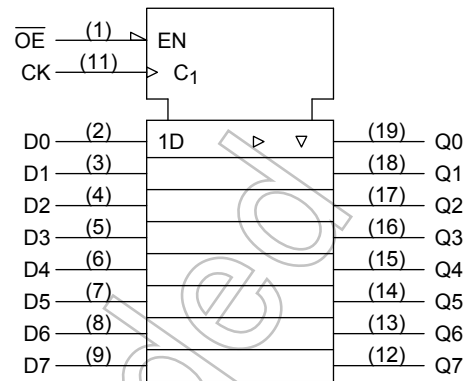 OE (1) EN
CK (11) C1
D0 (2) 1D (19) Q0
D1 (3) (18) Q1
D2 (4) (17) Q2
D3 (5) (16) Q3
D4 (6) (15) Q4
D5 (7) (14) Q5
D6 (8) (13) Q6
D7 (9) (12) Q7
ded